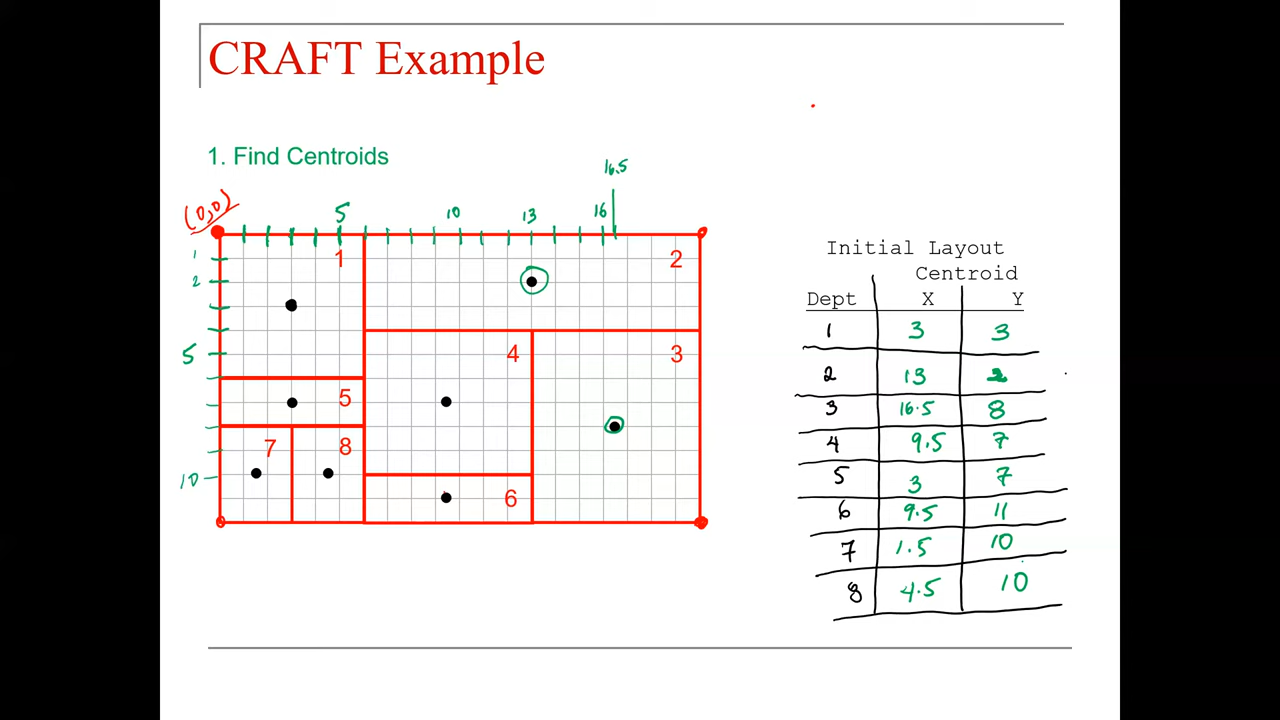 CRAFT Example
1. Find Centroids
16.5
(0,0)
5 10 13 16
1
2
5
10
1 2
4 3
5
7 8
6
Initial Layout
Centroid
Dept X Y
1 3 3
2 13 2
3 16.5 8
4 9.5 7
5 3 7
6 9.5 11
7 1.5 10
8 4.5 10